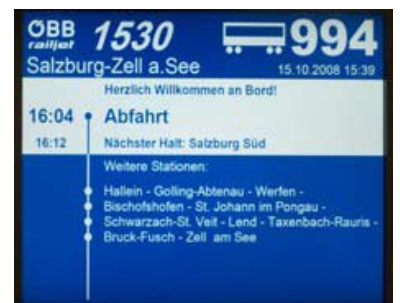 ÖBB 1530 994
railjet
Salzburg-Zell a.See 15.10.2008 15:39
Herzlich Willkommen an Bord!
16:04 Abfahrt
16:12 Nächster Halt: Salzburg Süd
Weitere Stationen:
Hallein - Golling-Abtenau - Werfen -
Bischofshofen - St. Johann im Pongau -
Schwarzach-St. Veit - Lend - Taxenbach-Rauris -
Bruck-Fusch - Zell am See